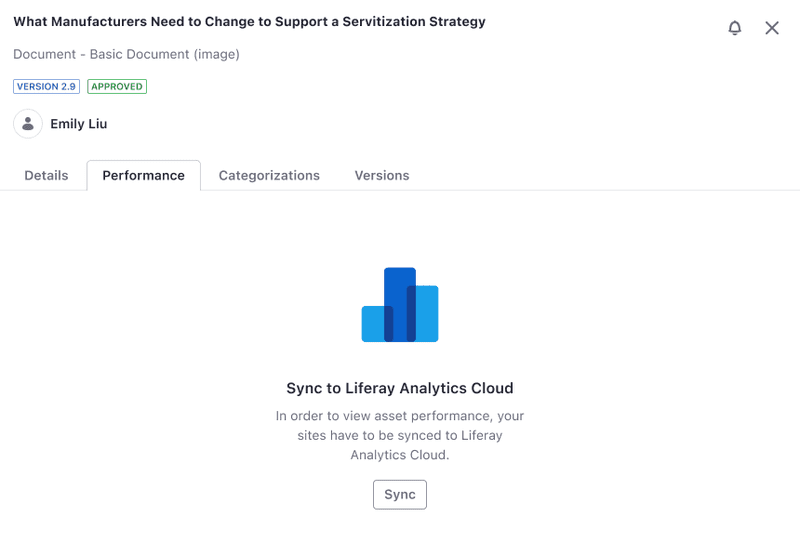 What Manufacturers Need to Change to Support a Servitization Strategy
Document - Basic Document (image)
VERSION 2.9 APPROVED
Emily Liu
Details Performance Categorizations Versions
Sync to Liferay Analytics Cloud
In order to view asset performance, your
sites have to be synced to Liferay
Analytics Cloud.
Sync